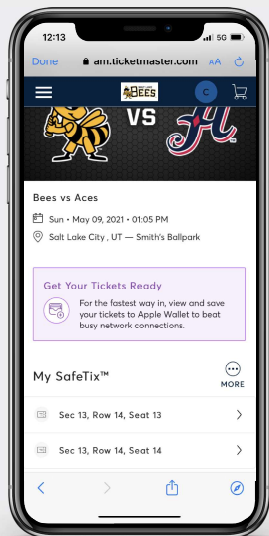 12:13
5G
Done am.ticketmaster.com AA
BEES
C
VS
Bees vs Aces
Sun • May 09, 2021 • 01:05 PM
Salt Lake City , UT — Smith's Ballpark
Get Your Tickets Ready
For the fastest way in, view and save
your tickets to Apple Wallet to beat
busy network connections.
My SafeTix™
MORE
Sec 13, Row 14, Seat 13
Sec 13, Row 14, Seat 14